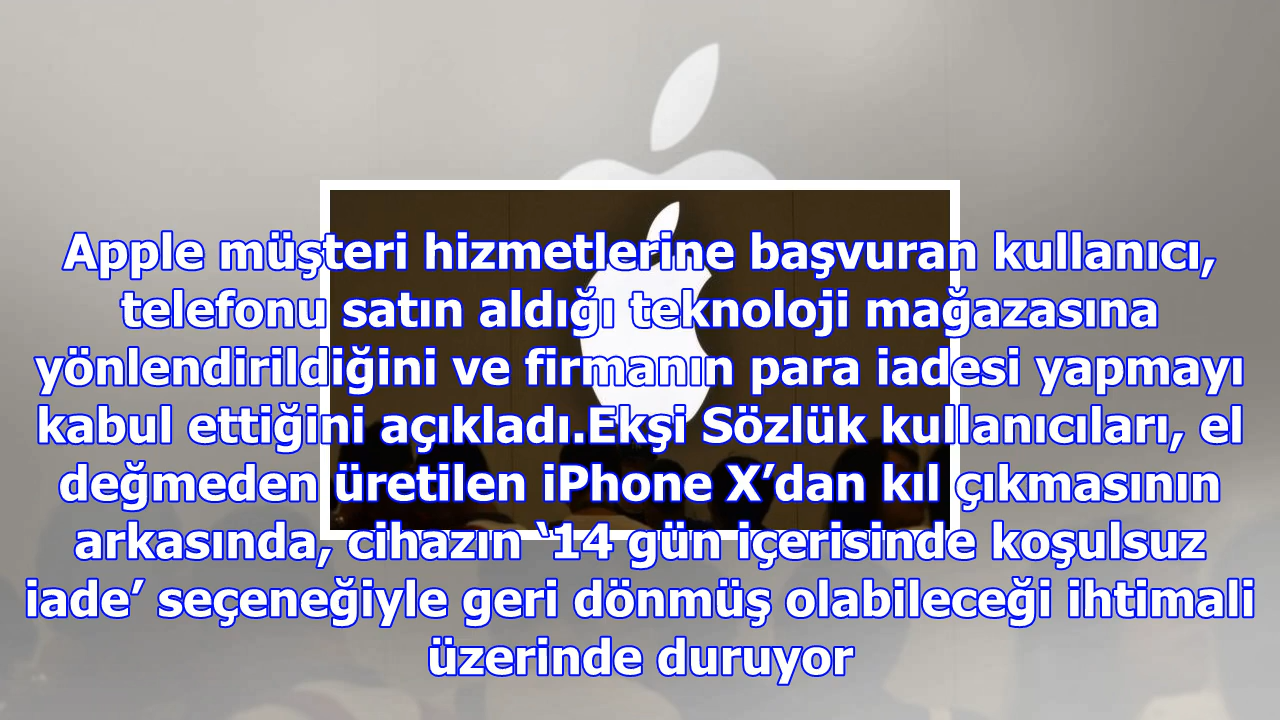 Apple müşteri hizmetlerine başvuran kullanıcı,
telefonu satın aldığı teknoloji mağazasına
yönlendirildiğini ve firmanın para iadesi yapmayı
kabul ettiğini açıkladı.Ekşi Sözlük kullanıcıları, el
değmeden üretilen iPhone X’dan kıl çıkmasının
arkasında, cihazın ‘14 gün içerisinde koşulsuz
iade’ seçeneğiyle geri dönmüş olabileceği ihtimali
üzerinde duruyor